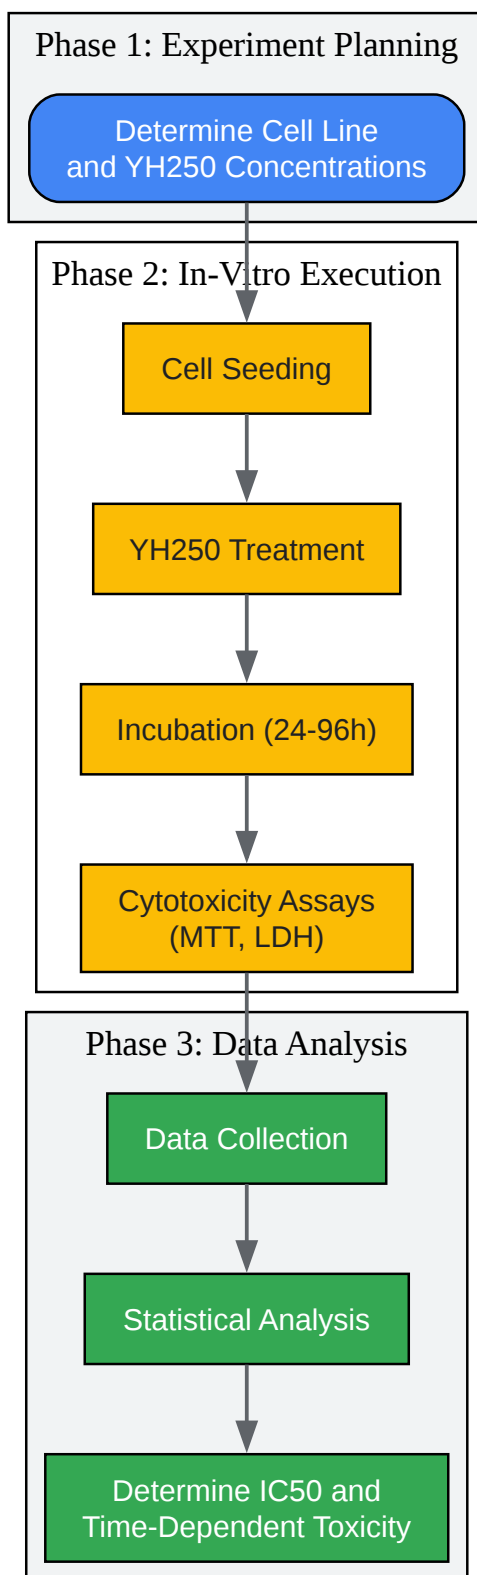 Phase 1: Experiment Planning
Determine Cell Line
and YH250 Concentrations
Phase 2: In-Vitro Execution
Cell Seeding
YH250 Treatment
Incubation (24-96h)
Cytotoxicity Assays
(MTT, LDH)
Phase 3: Data Analysis
Data Collection
Statistical Analysis
Determine IC50 and
Time-Dependent Toxicity